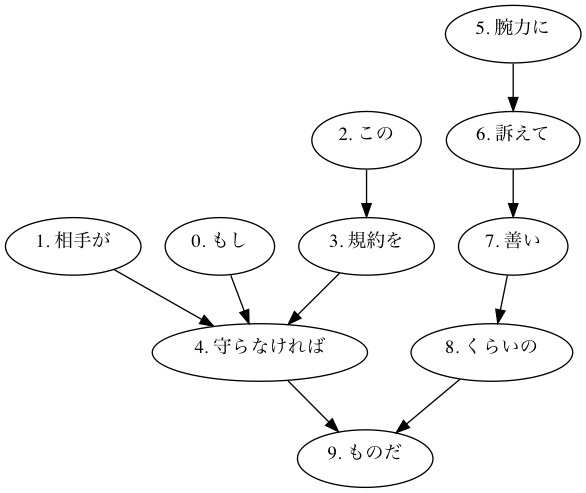 5. 腕力に
2. この
6. 訴えて
1. 相手が
0. もし
3. 規約を
7. 善い
4. 守らなければ
8. くらいの
9. ものだ